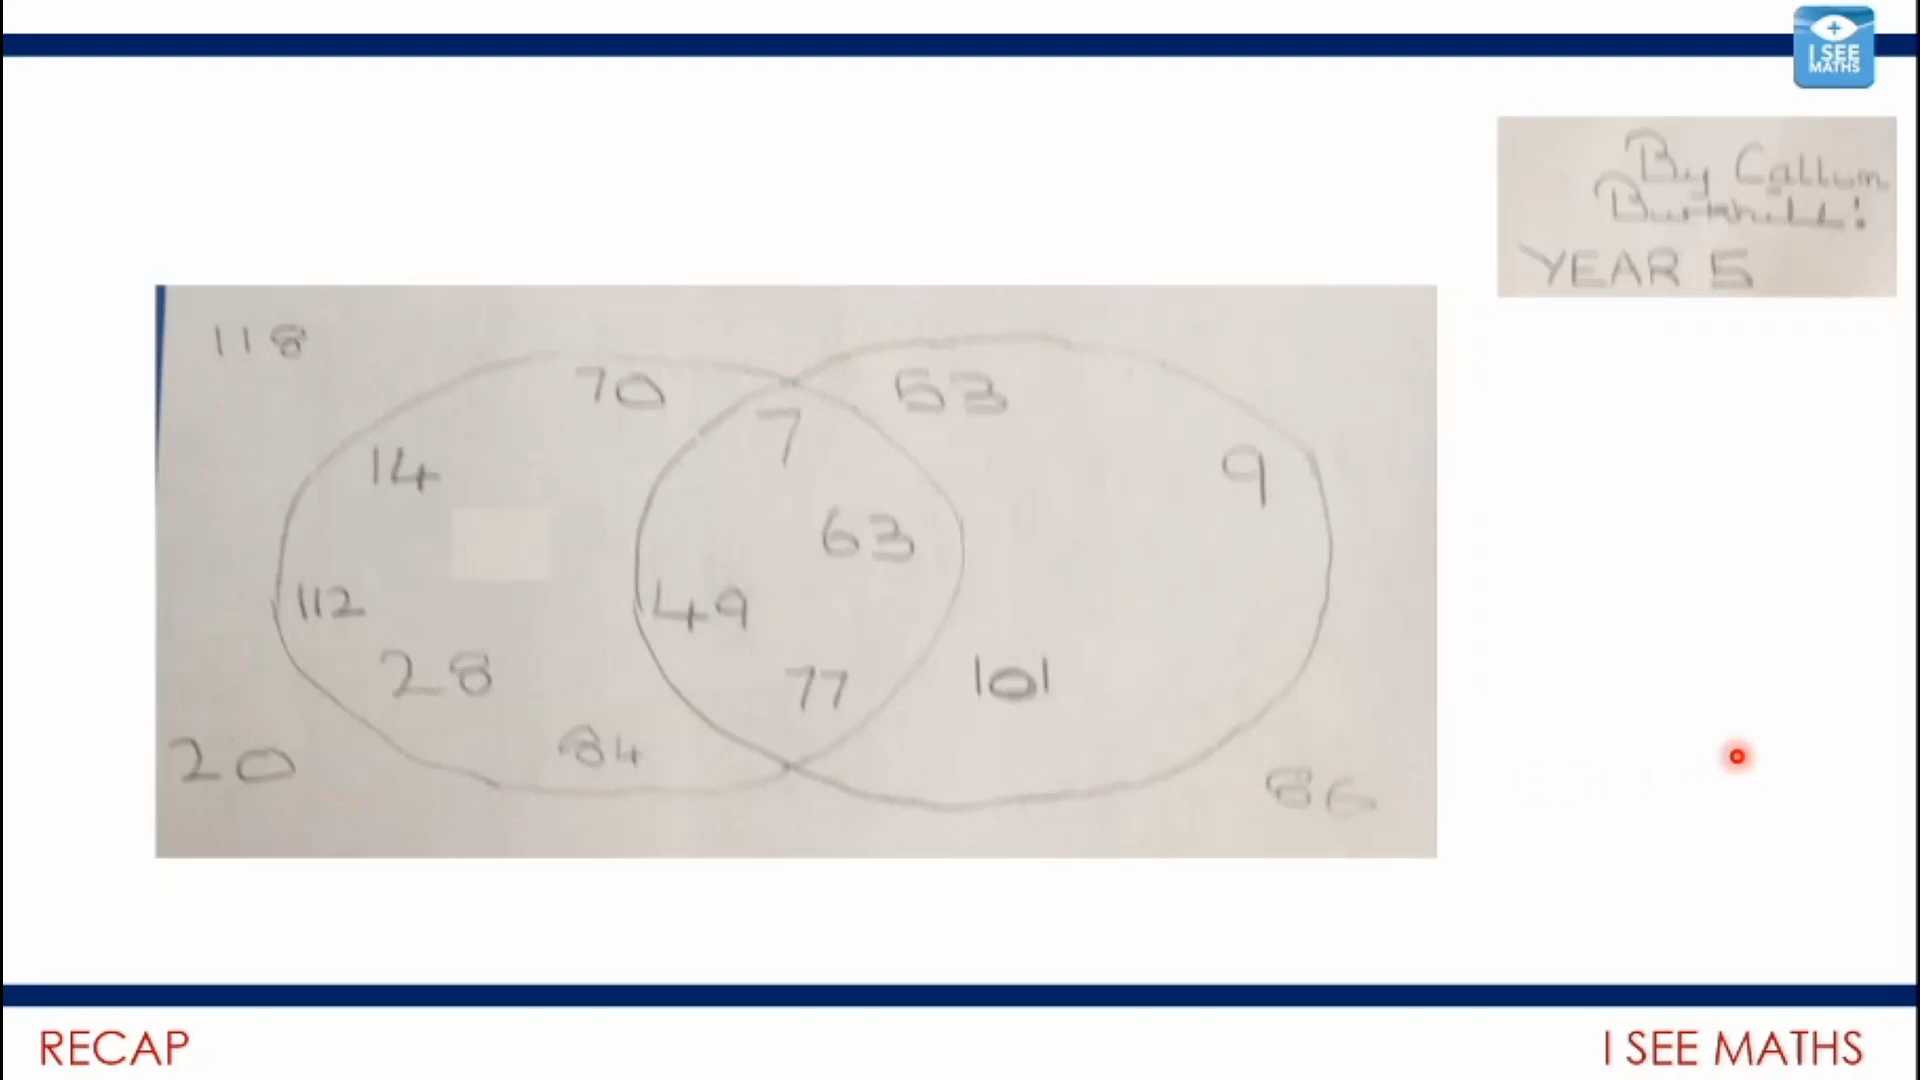 I SEE
MATHS
By Callum
Burkhill!
YEAR 5
118
70
53
7
14
9
63
112
49
28
77
101
84
20
86
RECAP
I SEE MATHS